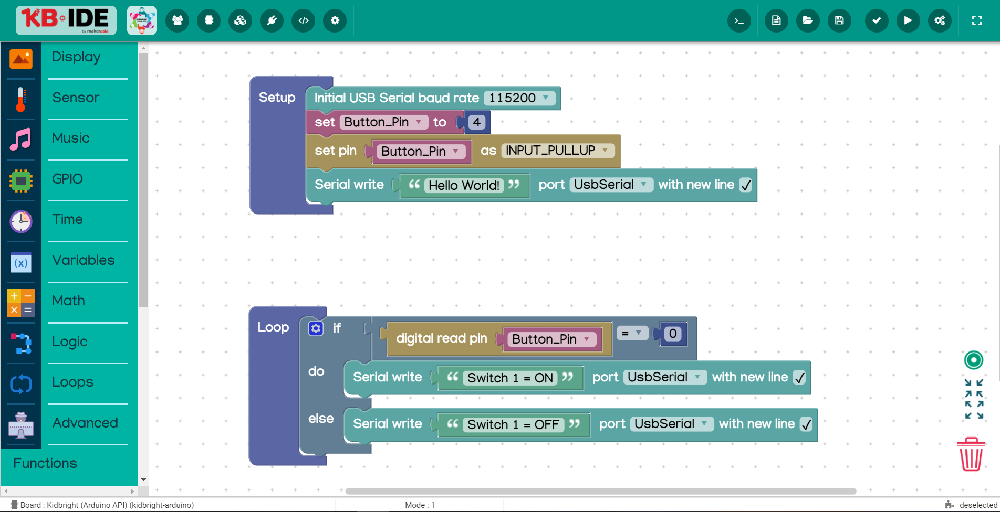 KB IDE
by makerasia
Display
Sensor
Music
GPIO
Time
Variables
Math
Logic
Loops
Advanced
Functions
Setup
Initial USB Serial baud rate 115200
set Button_Pin to 4
set pin Button_Pin as INPUT_PULLUP
Serial write “ Hello World! ” port UsbSerial with new line ✓
Loop
if digital read pin Button_Pin = 0
do Serial write “ Switch 1 = ON ” port UsbSerial with new line ✓
else Serial write “ Switch 1 = OFF ” port UsbSerial with new line ✓
Board : Kidbright (Arduino API) (kidbright-arduino)
Mode : 1
deselected